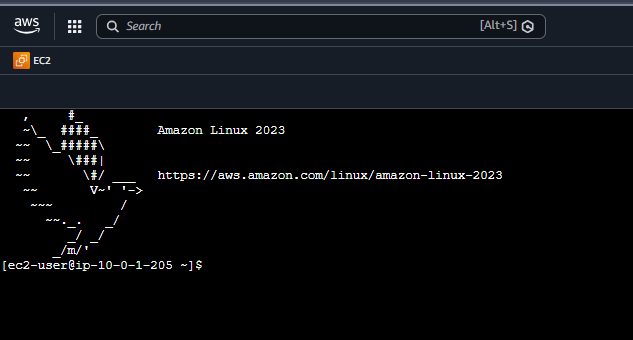 aws
Search
[Alt+S]
EC2
   ,     #_
   ~\_  ####_        Amazon Linux 2023
  ~~  \_#####\
  ~~     \###|
  ~~       \#/ ___   https://aws.amazon.com/linux/amazon-linux-2023
   ~~       V~' '->
    ~~~         /
      ~~._.   _/
         _/ _/
       _/m/'
[ec2-user@ip-10-0-1-205 ~]$